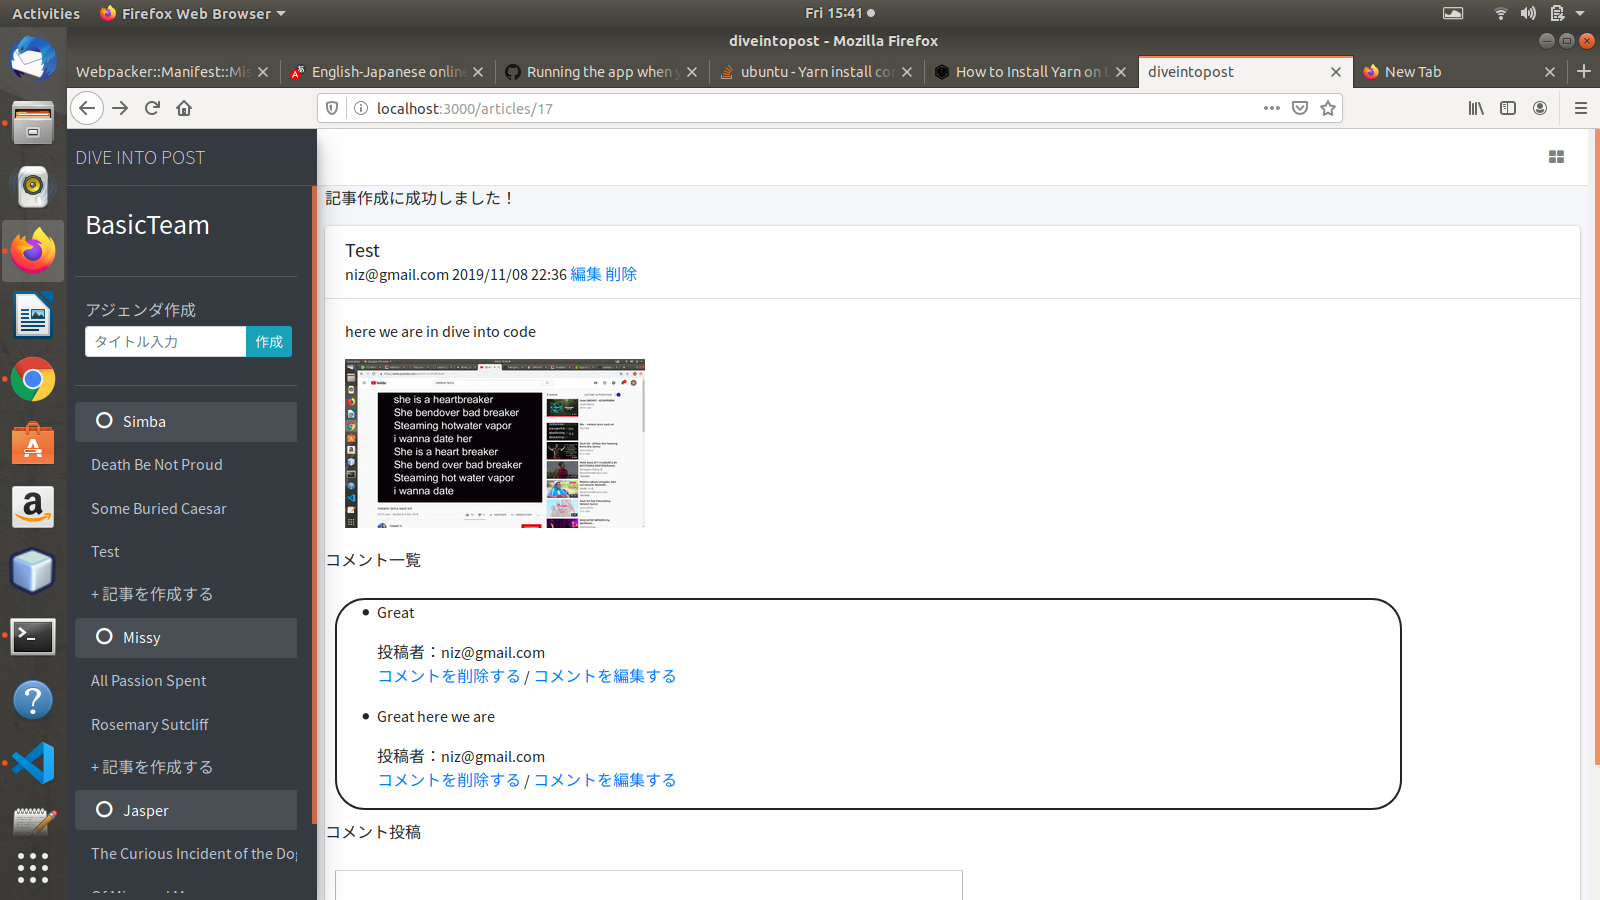 Activities
Firefox Web Browser
Fri 15:41
diveintopost - Mozilla Firefox
Webpacker::Manifest::Mis
English-Japanese online
Running the app when y
ubuntu - Yarn install cor
How to Install Yarn on U
diveintopost
New Tab
localhost:3000/articles/17
DIVE INTO POST
BasicTeam
アジェンダ作成
タイトル入力
作成
Simba
Death Be Not Proud
Some Buried Caesar
Test
+ 記事を作成する
Missy
All Passion Spent
Rosemary Sutcliff
+ 記事を作成する
Jasper
The Curious Incident of the Dog
記事作成に成功しました！
Test
niz@gmail.com 2019/11/08 22:36 編集 削除
here we are in dive into code
she is a heartbreaker
She bendover bad breaker
Steaming hotwater vapor
i wanna date her
She is a heart breaker
She bend over bad breaker
Steaming hot water vapor
i wanna date
コメント一覧
Great
投稿者：niz@gmail.com
コメントを削除する / コメントを編集する
Great here we are
投稿者：niz@gmail.com
コメントを削除する / コメントを編集する
コメント投稿